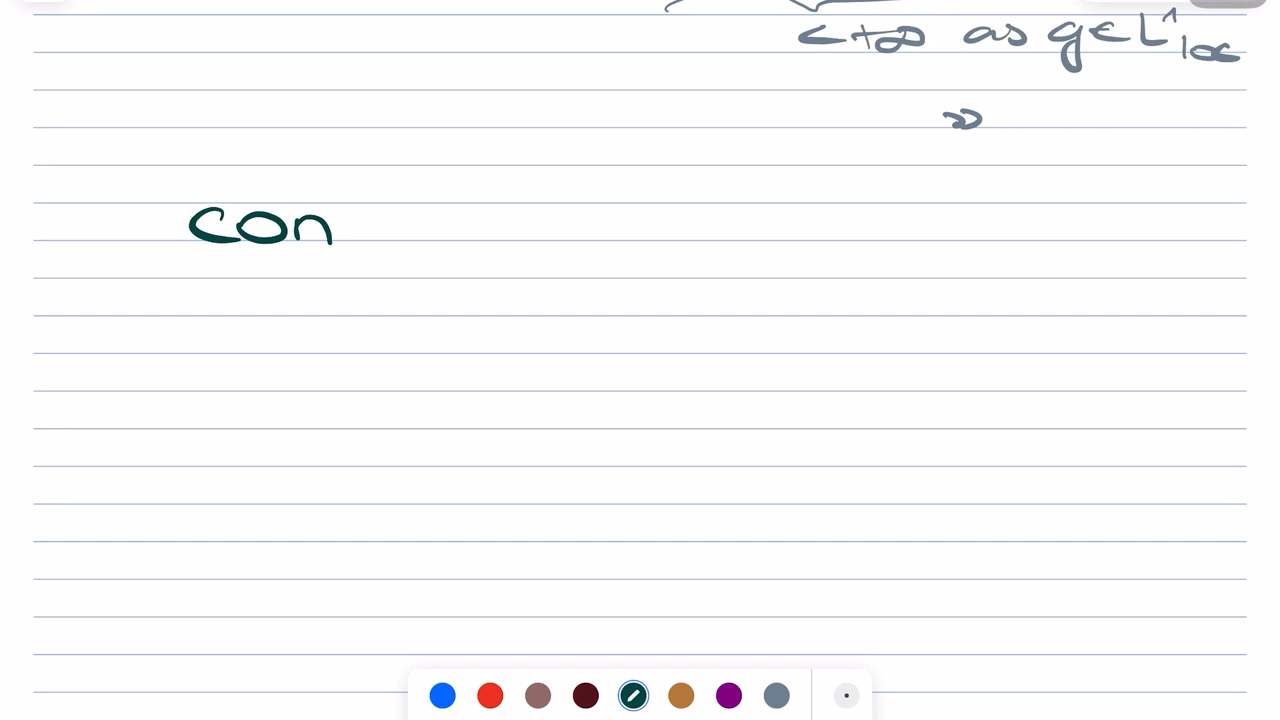 < +∞ as g ∈ L¹loc
»
con